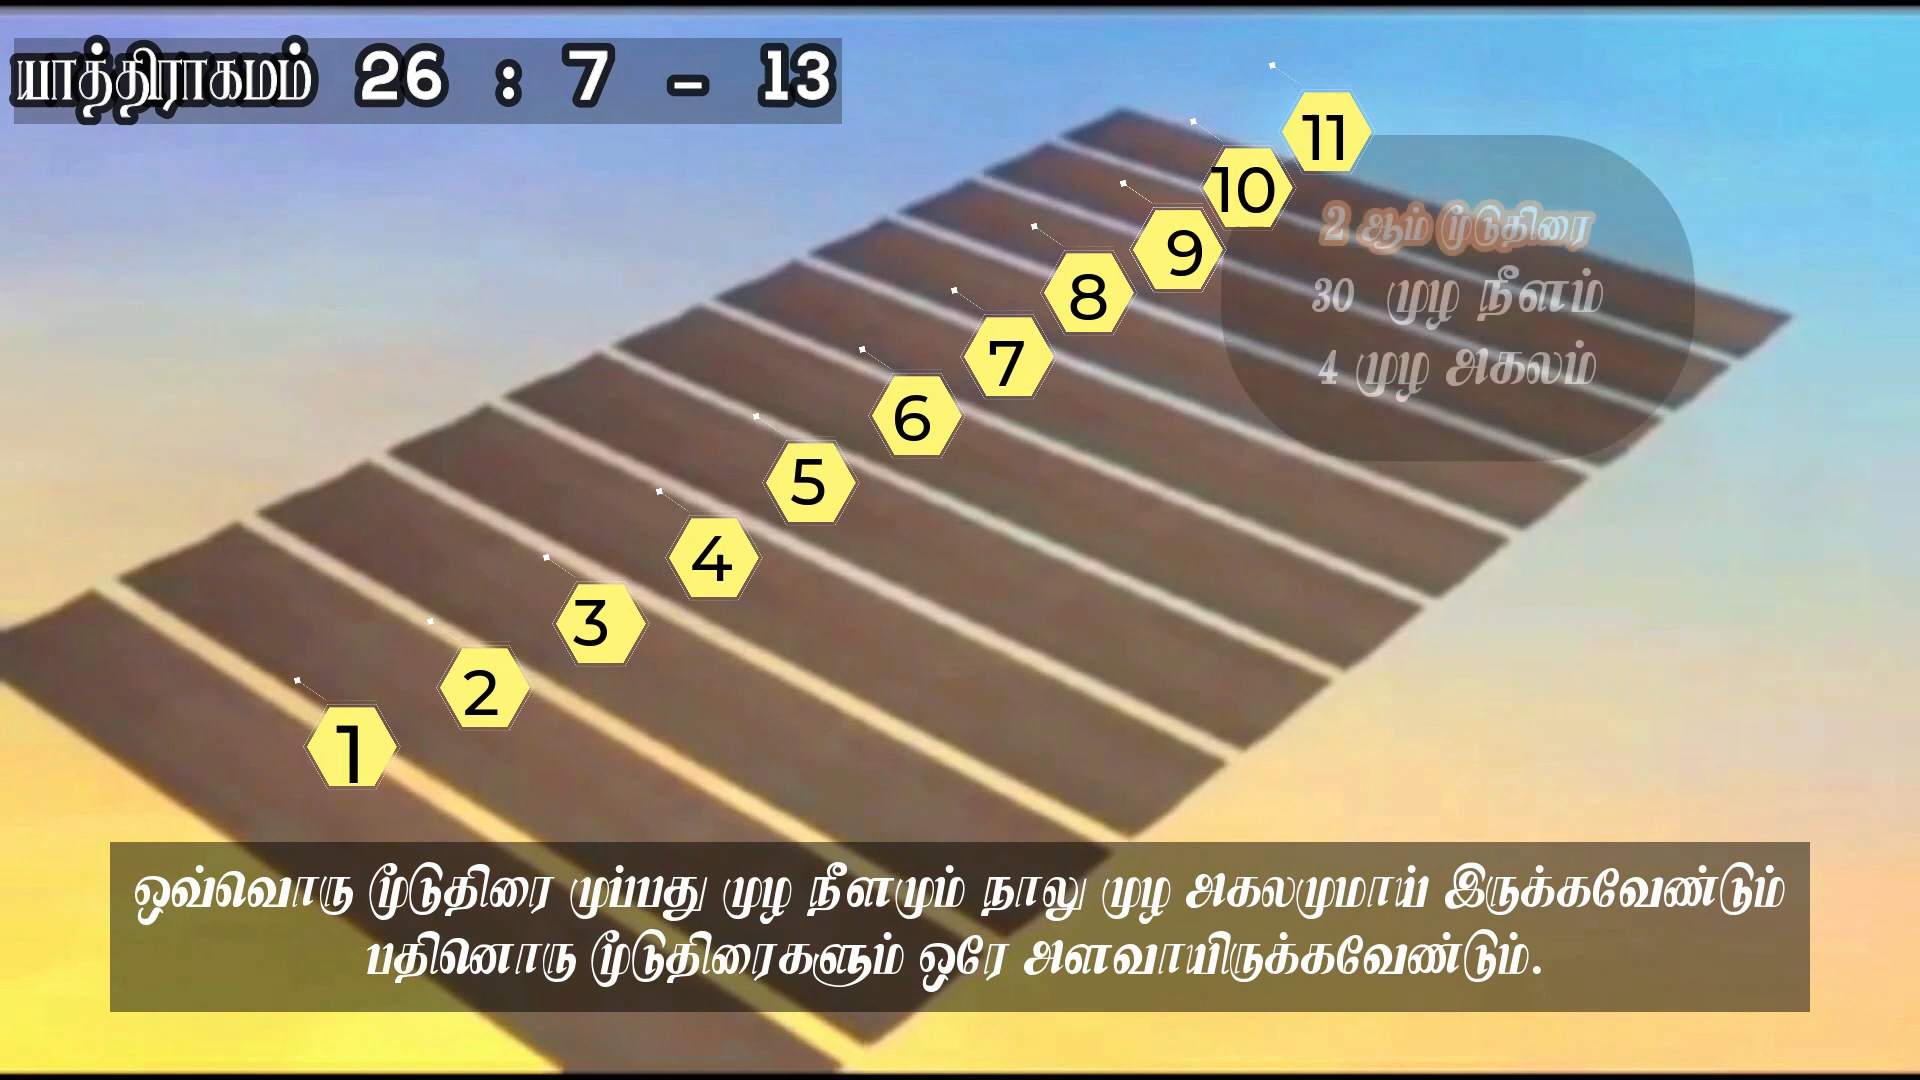 யாத்திராகமம் 26 : 7 - 13
11
10
9
8
7
6
5
4
3
2
1
2 ஆம் மூடுதிரை
30 முழ நீளம்
4 முழ அகலம்
ஒவ்வொரு மூடுதிரை முப்பது முழ நீளமும் நாலு முழ அகலமுமாய் இருக்கவேண்டும்
பதினொரு மூடுதிரைகளும் ஒரே அளவாயிருக்கவேண்டும்.